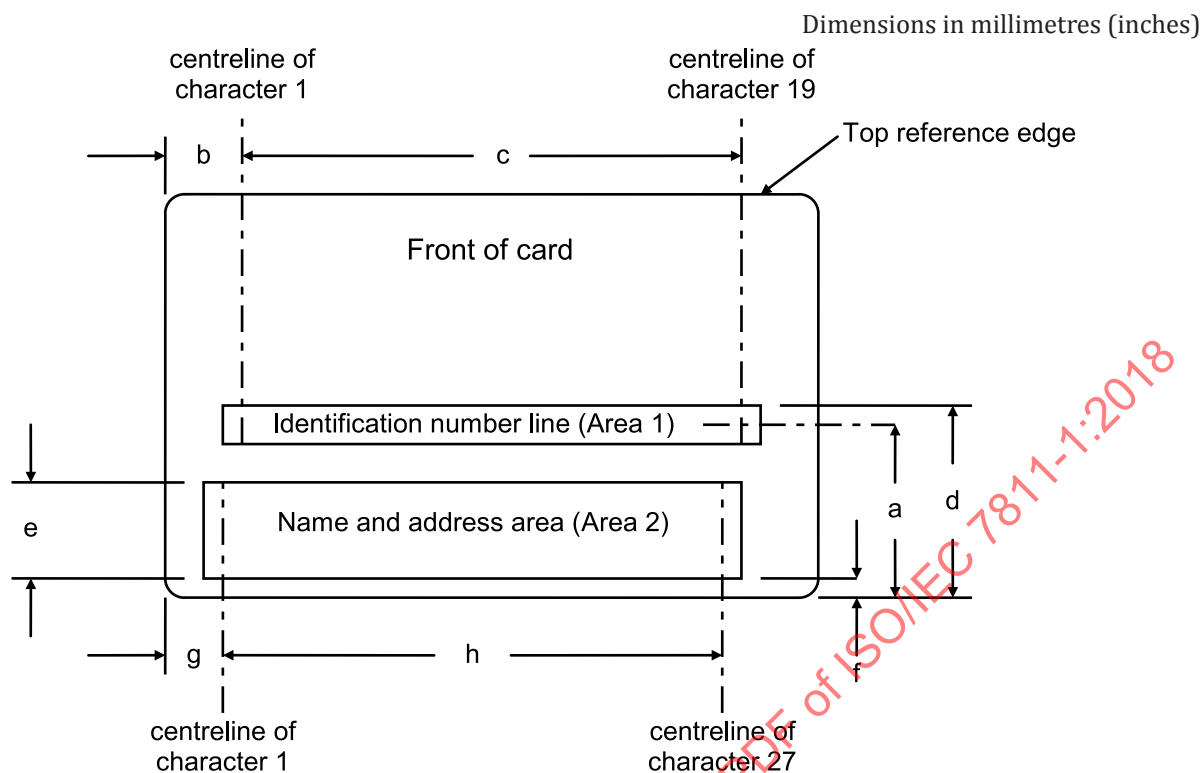 Dimensions in millimetres (inches)
centreline of
character 1
centreline of
character 19
Top reference edge
b
c
Front of card
Identification number line (Area 1)
a
d
e
Name and address area (Area 2)
f
g
h
centreline of
character 1
centreline of
character 27
PDF of ISO/IEC 7811-1:2018